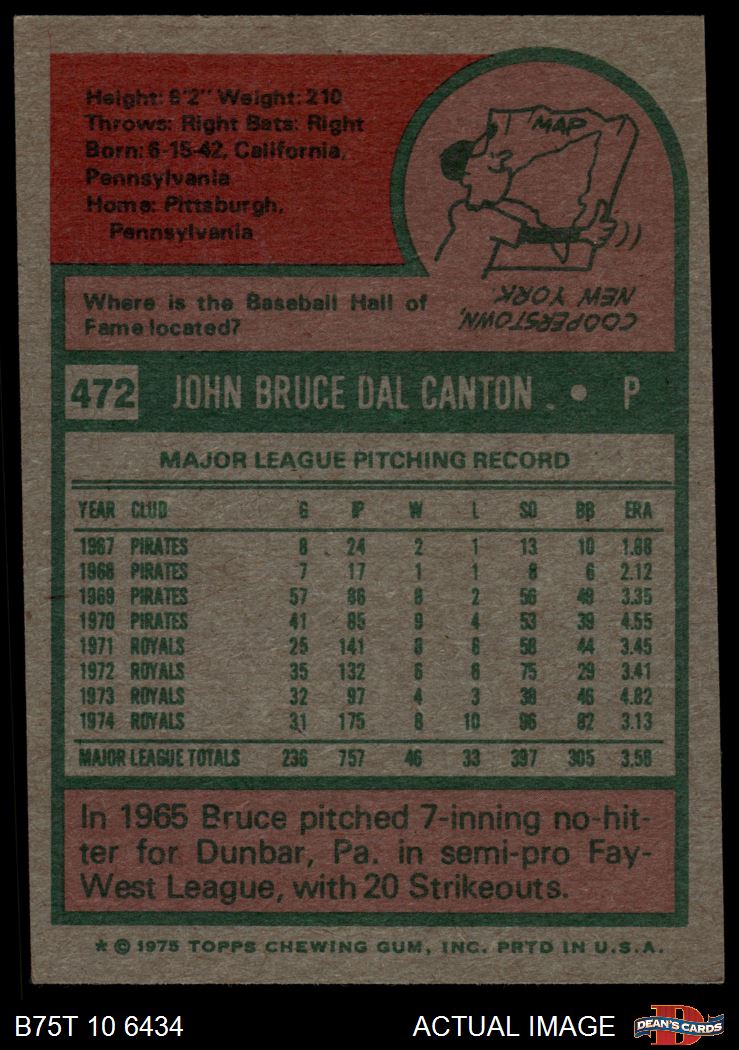 Height: 6'2" Weight: 210
Throws: Right Bats: Right
Born: 6-15-42, California,
Pennsylvania
Home: Pittsburgh,
Pennsylvania
MAP
COOPERSTOWN,
NEW YORK.
Where is the Baseball Hall of
Fame located?
472 JOHN BRUCE DAL CANTON . • P
MAJOR LEAGUE PITCHING RECORD
YEAR CLUB G IP W L SO BB ERA
1967 PIRATES 8 24 2 1 13 10 1.88
1968 PIRATES 7 17 1 1 8 6 2.12
1969 PIRATES 57 86 8 2 56 49 3.35
1970 PIRATES 41 85 9 4 53 39 4.55
1971 ROYALS 25 141 8 6 58 44 3.45
1972 ROYALS 35 132 6 6 75 29 3.41
1973 ROYALS 32 97 4 3 38 46 4.82
1974 ROYALS 31 175 8 10 96 82 3.13
MAJOR LEAGUE TOTALS 236 757 46 33 397 305 3.58
In 1965 Bruce pitched 7-inning no-hit-
ter for Dunbar, Pa. in semi-pro Fay-
West League, with 20 Strikeouts.
* © 1975 TOPPS CHEWING GUM, INC. PRTD IN U.S.A.
B75T 10 6434 ACTUAL IMAGE DEAN'S CARDS